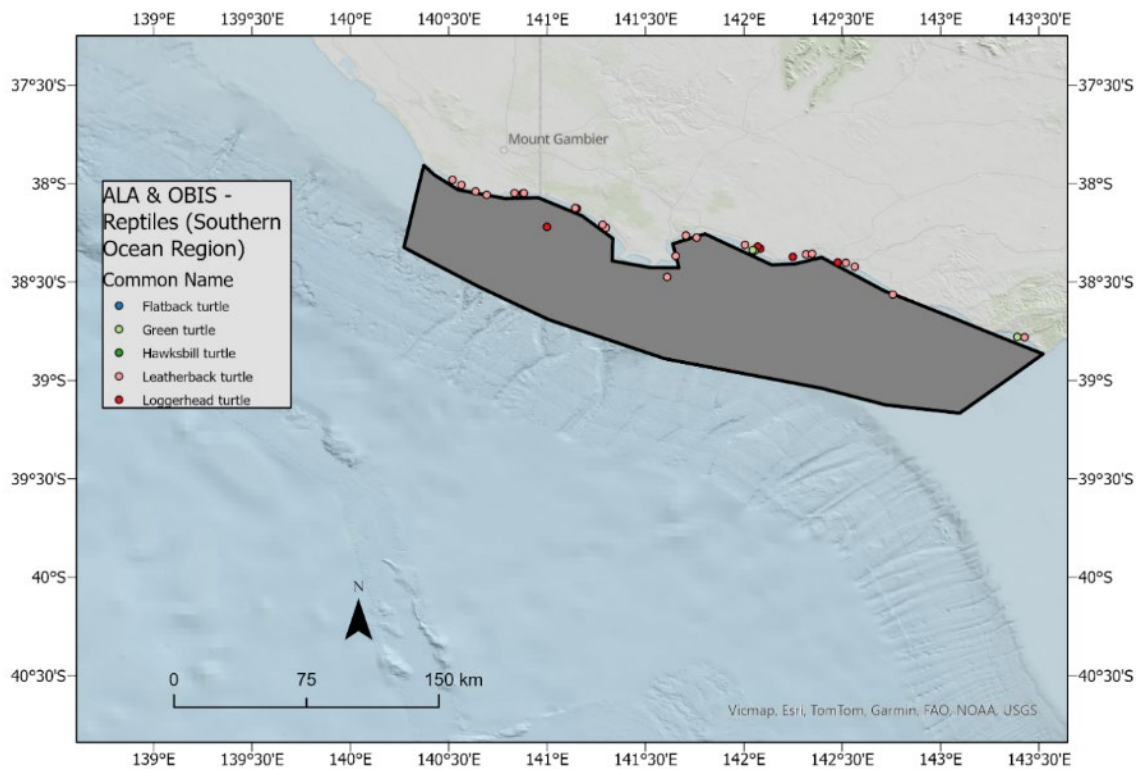 139°E 139°30'E 140°E 140°30'E 141°E 141°30'E 142°E 142°30'E 143°E 143°30'E
37°30'S 37°30'S
Mount Gambier
38°S 38°S
ALA & OBIS -
Reptiles (Southern
Ocean Region)
Common Name
Flatback turtle
Green turtle
Hawksbill turtle
Leatherback turtle
Loggerhead turtle
38°30'S 38°30'S
39°S 39°S
39°30'S 39°30'S
40°S 40°S
N
40°30'S 40°30'S
0 75 150 km
Vicmap, Esri, TomTom, Garmin, FAO, NOAA, USGS
139°E 139°30'E 140°E 140°30'E 141°E 141°30'E 142°E 142°30'E 143°E 143°30'E